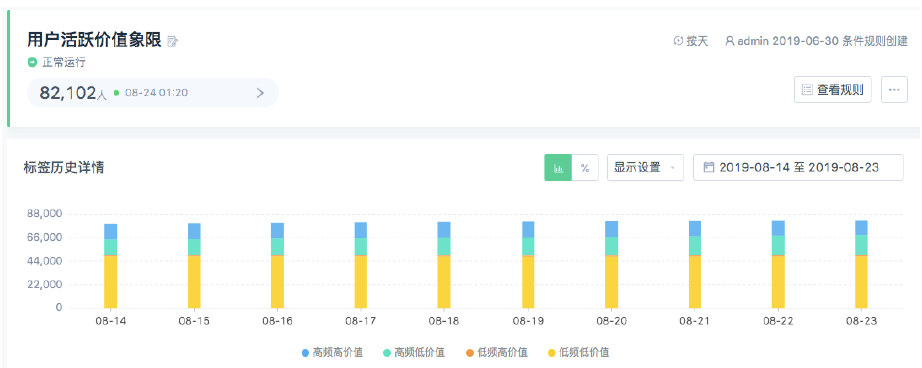 用户活跃价值象限
按天 admin 2019-06-30 条件规则创建
正常运行
82,102人 08-24 01:20
查看规则
标签历史详情
% 显示设置 2019-08-14 至 2019-08-23
88,000
66,000
44,000
22,000
0
08-14 08-15 08-16 08-17 08-18 08-19 08-20 08-21 08-22 08-23
高频高价值 高频低价值 低频高价值 低频低价值